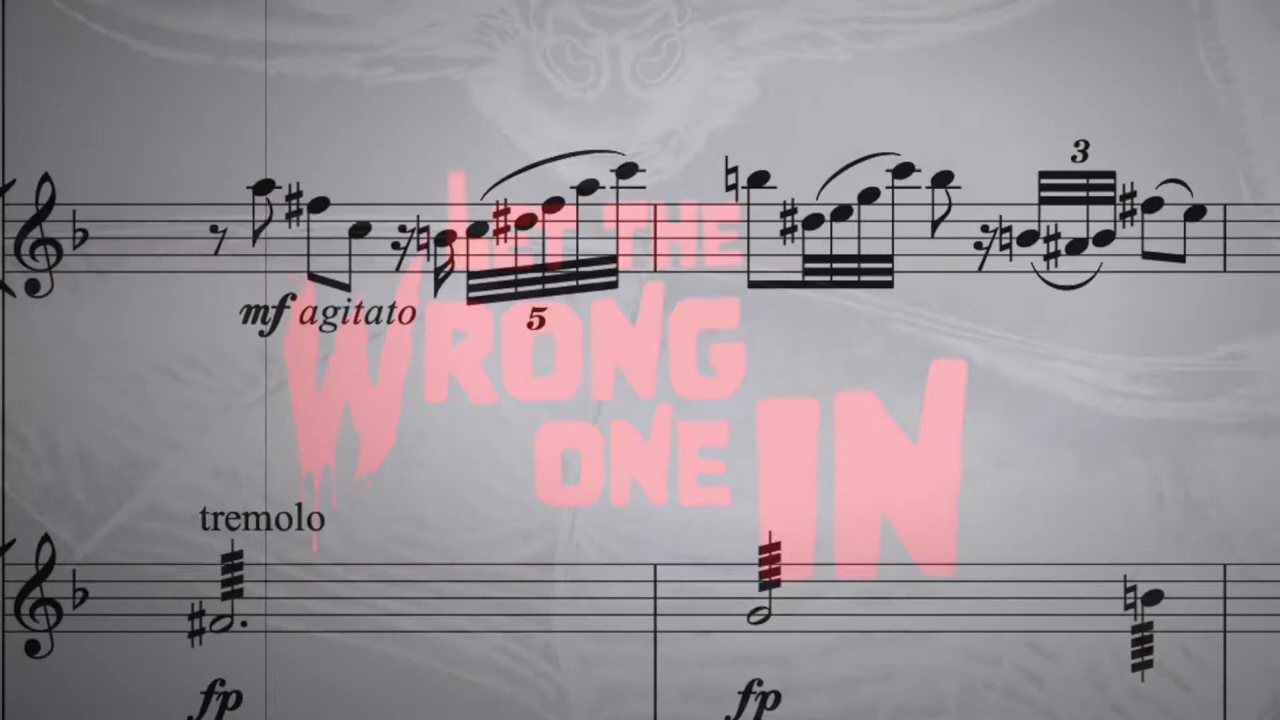 3
LET THE
mf agitato
5
WRONG
ONE IN
tremolo
fp fp